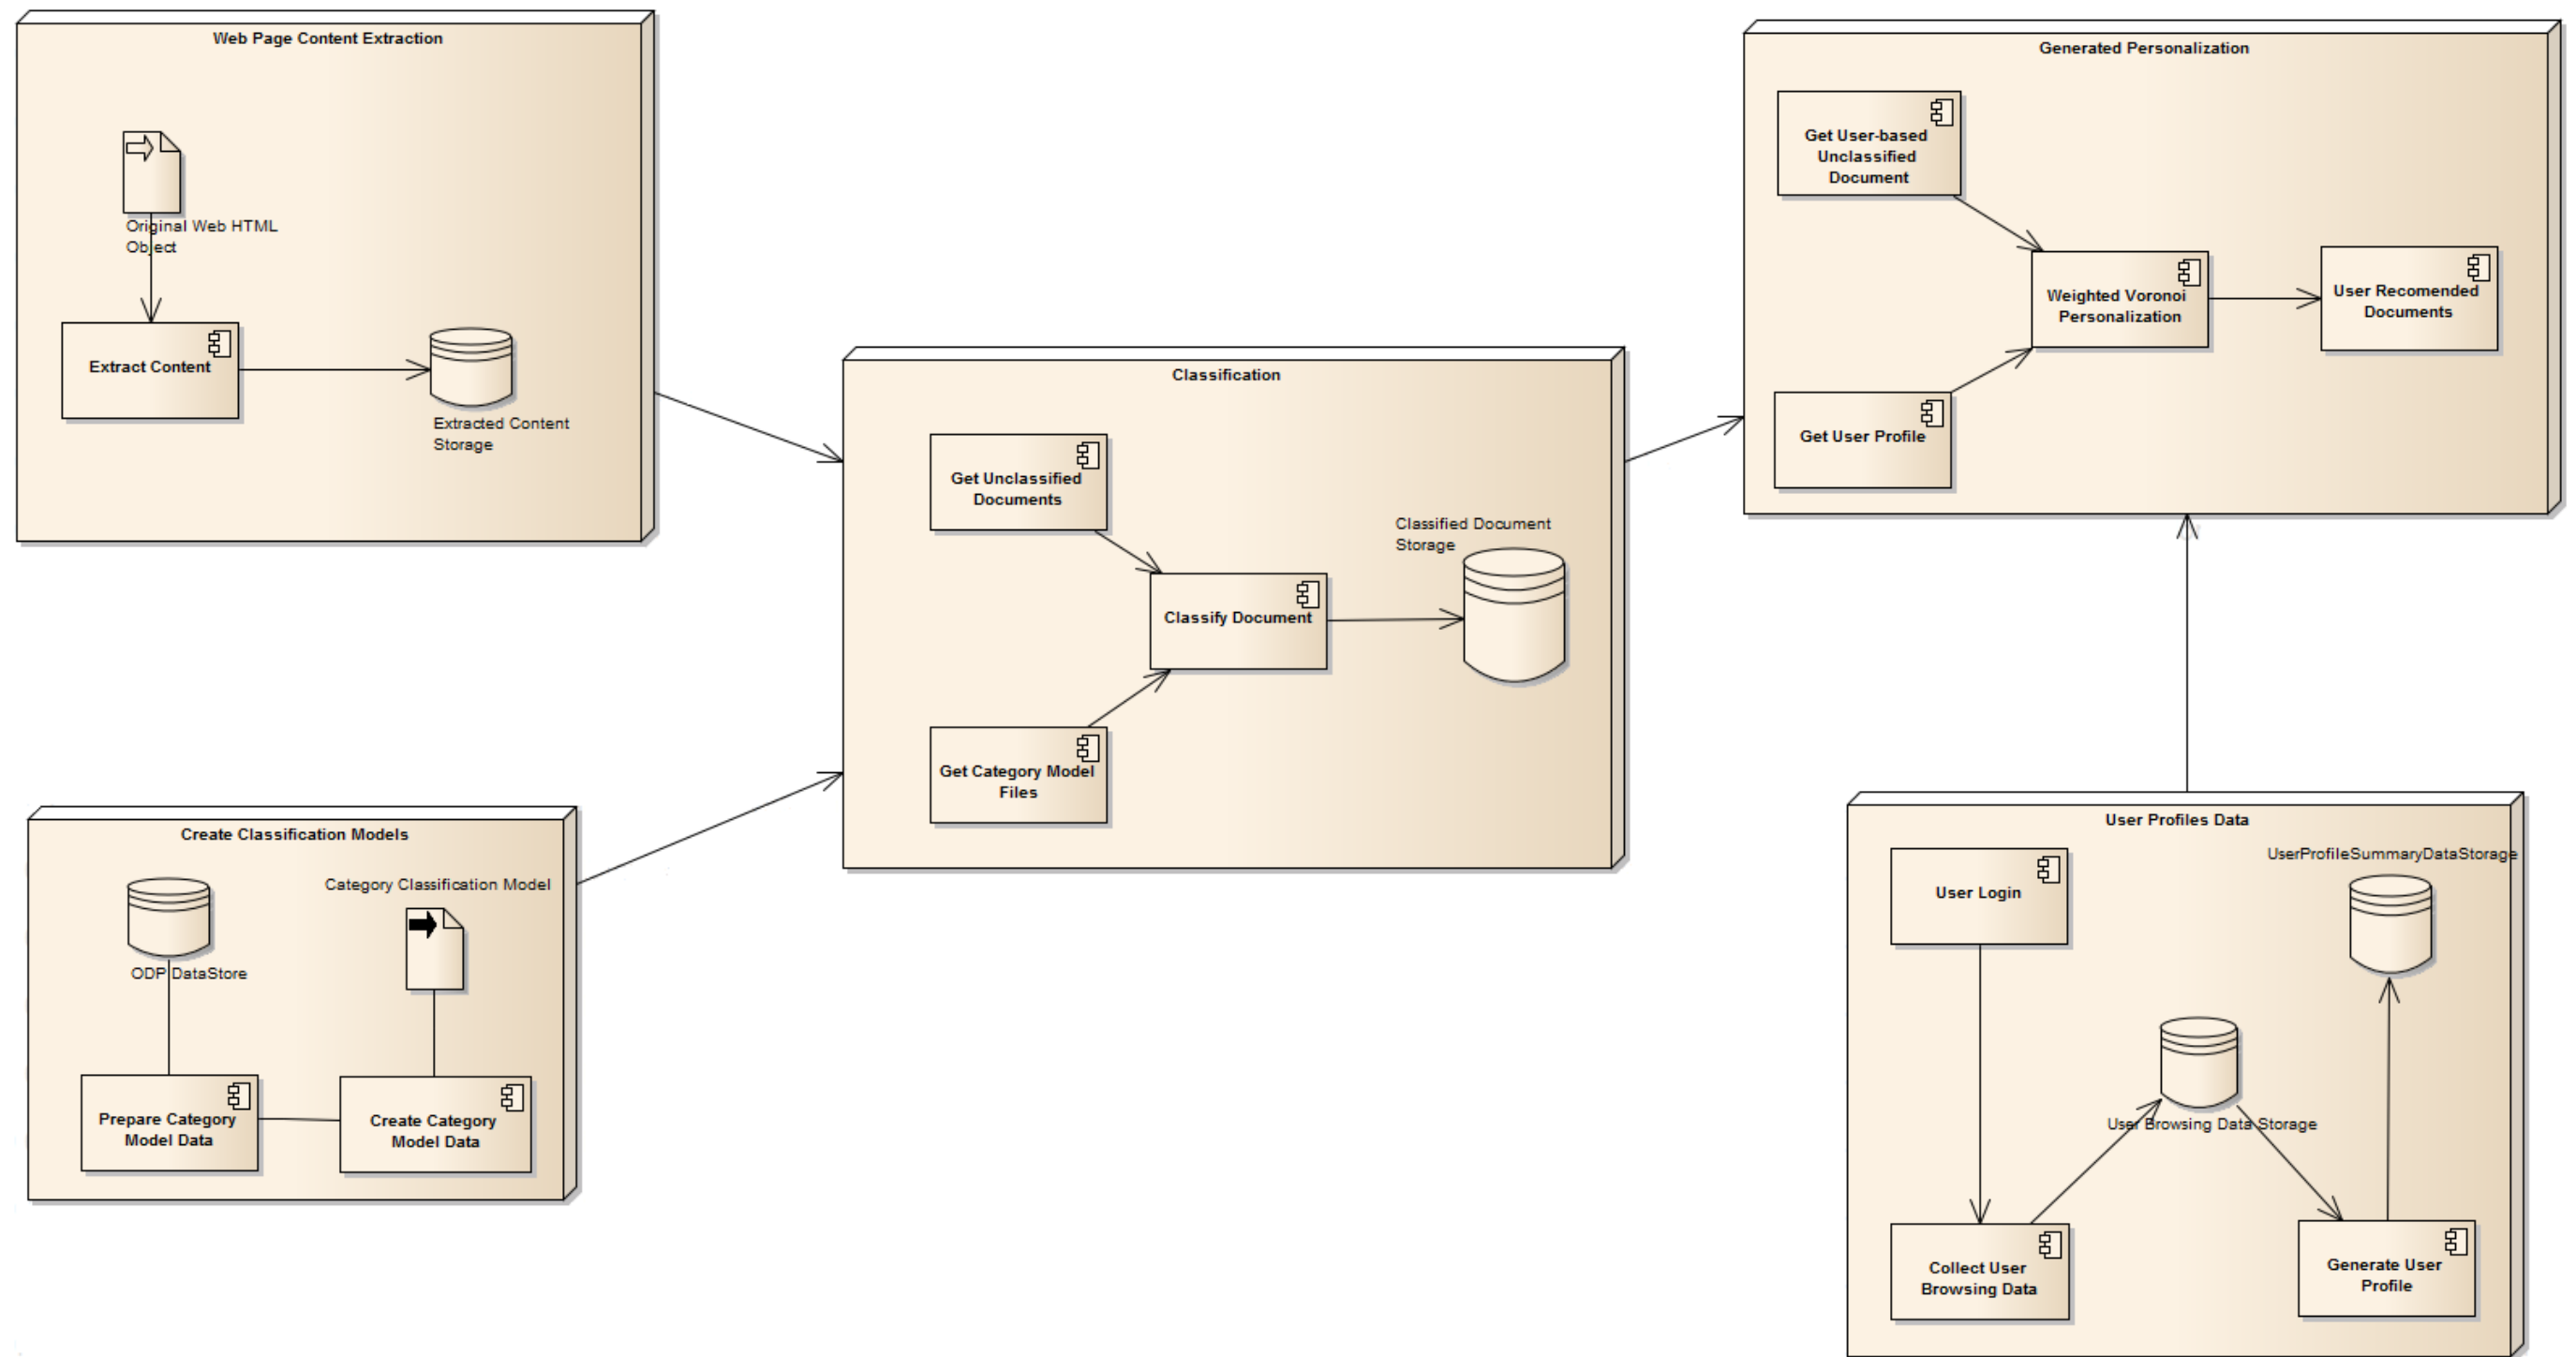 Web Page Content Extraction
Original Web HTML
Object
Extract Content
Extracted Content
Storage
Create Classification Models
Category Classification Model
ODP DataStore
Prepare Category
Model Data
Create Category
Model Data
Classification
Get Unclassified
Documents
Classified Document
Storage
Classify Document
Get Category Model
Files
Generated Personalization
Get User-based
Unclassified
Document
Weighted Voronoi
Personalization
User Recomended
Documents
Get User Profile
User Profiles Data
UserProfileSummaryDataStorage
User Login
User Browsing Data Storage
Collect User
Browsing Data
Generate User
Profile